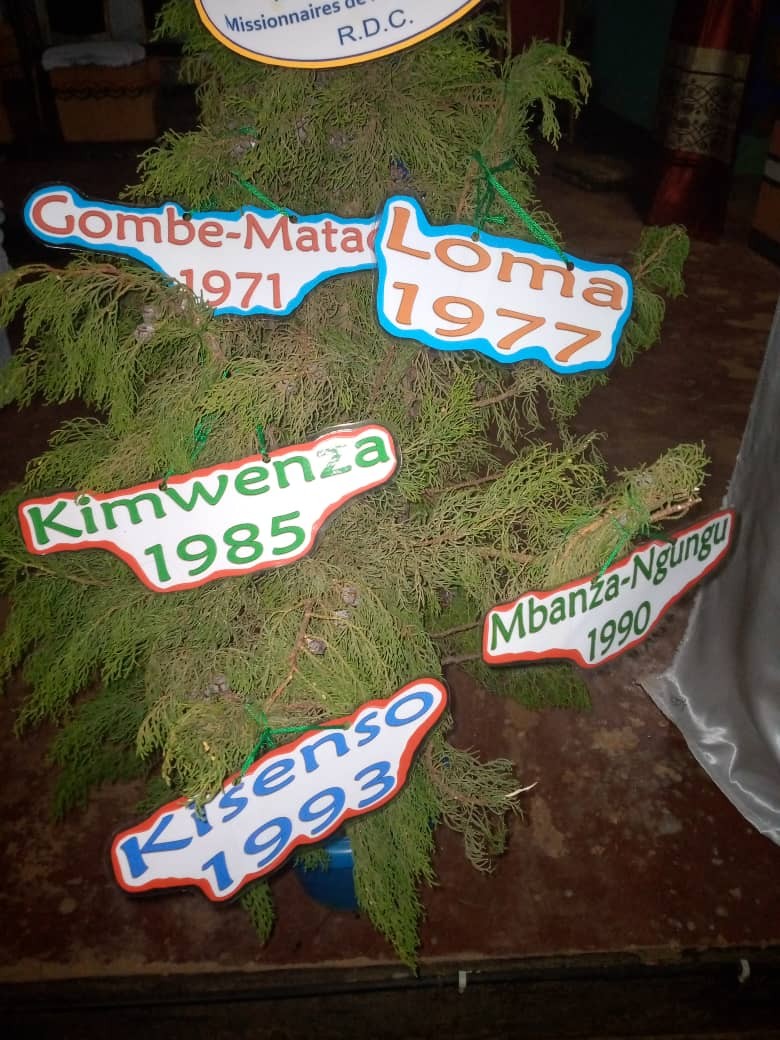 Missionnaires de
R.D.C.
Gombe-Matad
1971
Loma
1977
Kimwenza
1985
Mbanza-Ngungu
1990
Kisenso
1993